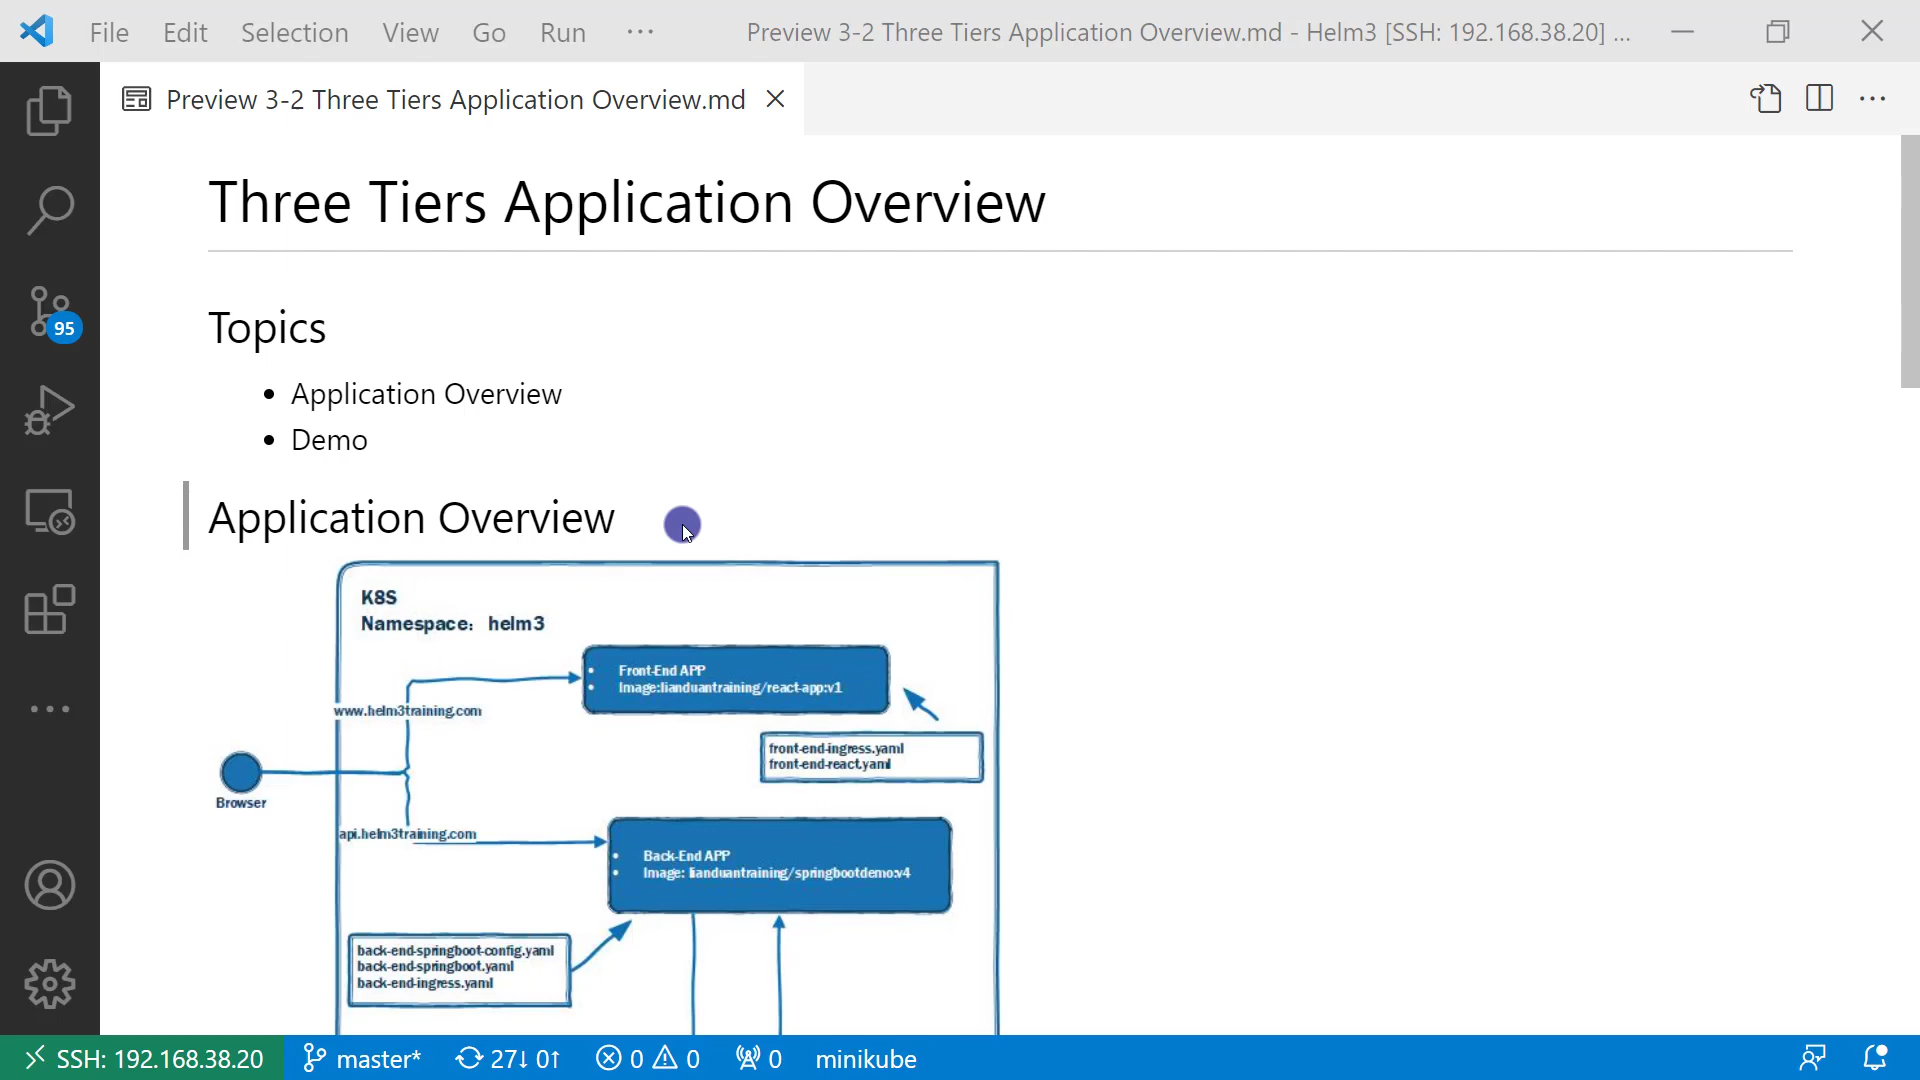 File Edit Selection View Go Run ··· Preview 3-2 Three Tiers Application Overview.md - Helm3 [SSH: 192.168.38.20] ...
Preview 3-2 Three Tiers Application Overview.md
Three Tiers Application Overview
Topics
• Application Overview
• Demo
Application Overview
K8S
Namespace: helm3
• Front-End APP
• Image:lianduantraining/react-app:v1
www.helm3training.com
front-end-ingress.yaml
front-end-react.yaml
Browser
api.helm3training.com
• Back-End APP
• Image: lianduantraining/springbootdemo:v4
back-end-springboot-config.yaml
back-end-springboot.yaml
back-end-ingress.yaml
95
SSH: 192.168.38.20 master* 27↓ 0↑ 0 0 0 minikube